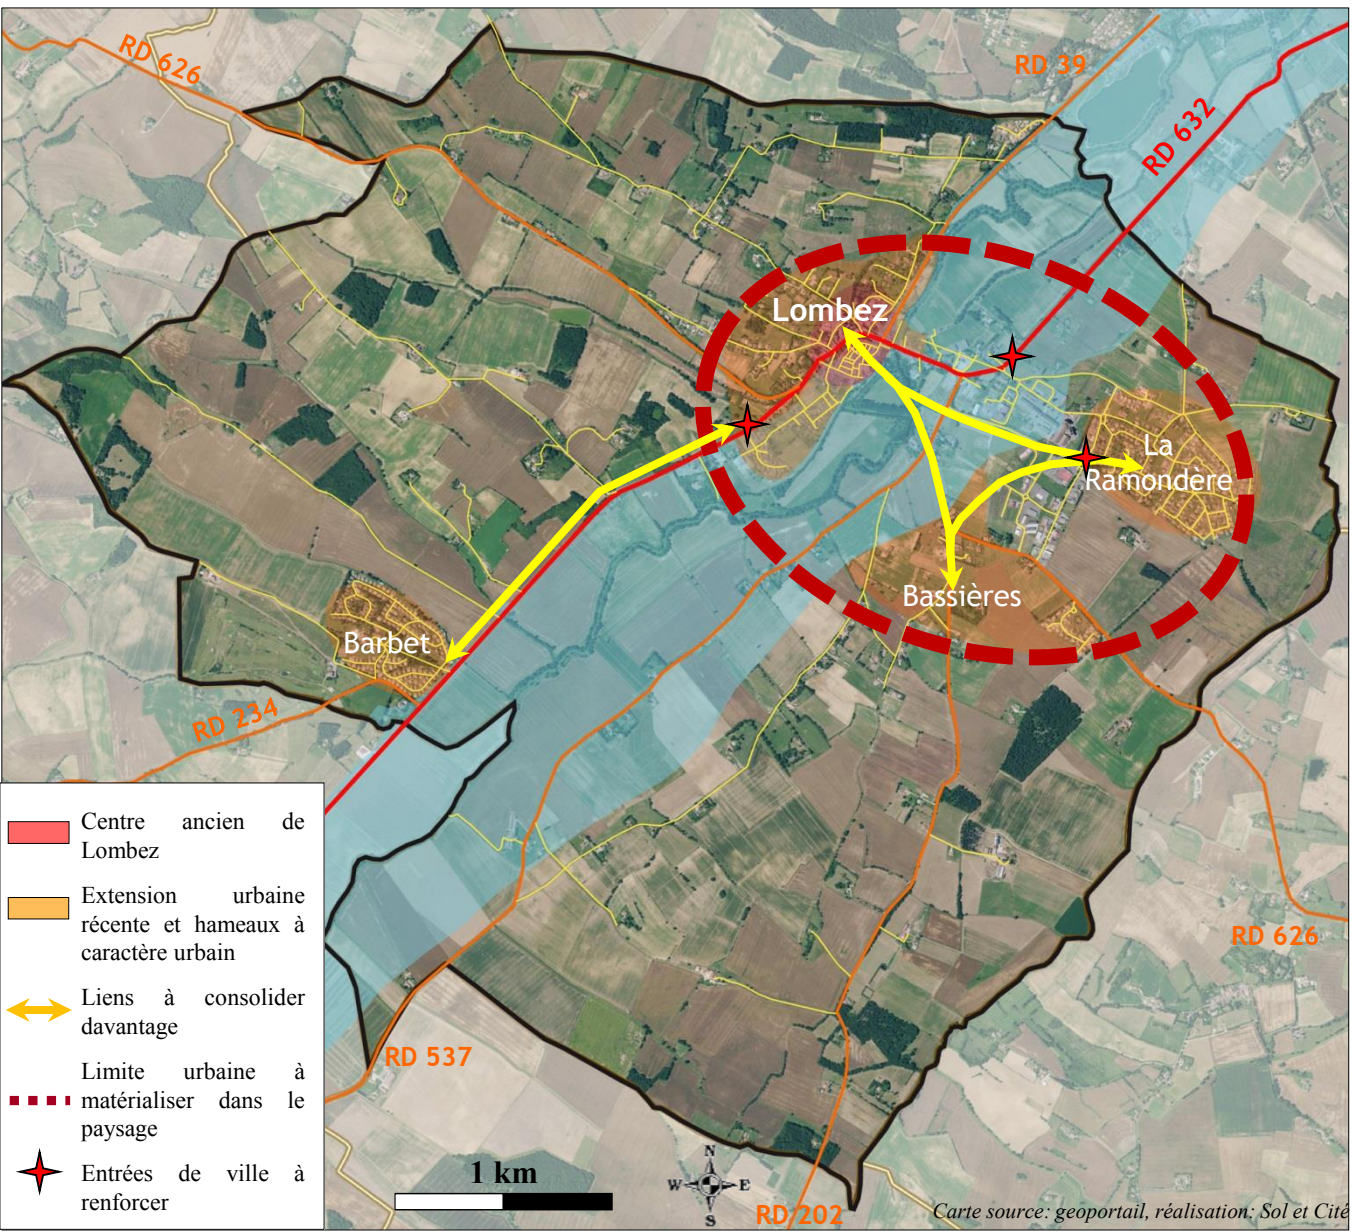 RD 626
RD 39
RD 632
Lombez
La
Ramondère
Bassières
Barbet
RD 234
RD 626
RD 537
RD 202
Centre ancien de
Lombez
Extension urbaine
récente et hameaux à
caractère urbain
Liens à consolider
davantage
Limite urbaine à
matérialiser dans le
paysage
Entrées de ville à
renforcer
1 km
N
W E
S
Carte source: geoportail, réalisation: Sol et Cité